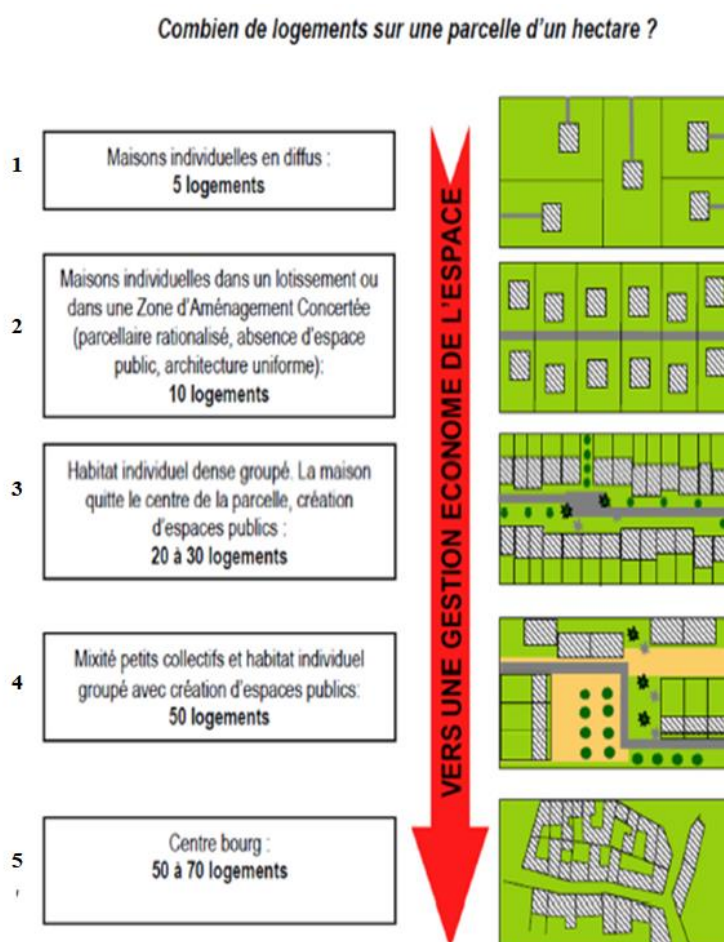 Combien de logements sur une parcelle d'un hectare ?
1
Maisons individuelles en diffus :
5 logements
2
Maisons individuelles dans un lotissement ou
dans une Zone d'Aménagement Concertée
(parcellaire rationalisé, absence d'espace
public, architecture uniforme):
10 logements
3
Habitat individuel dense groupé. La maison
quitte le centre de la parcelle, création
d'espaces publics :
20 à 30 logements
4
Mixité petits collectifs et habitat individuel
groupé avec création d'espaces publics:
50 logements
5
Centre bourg :
50 à 70 logements
VERS UNE GESTION ECONOME DE L'ESPACE